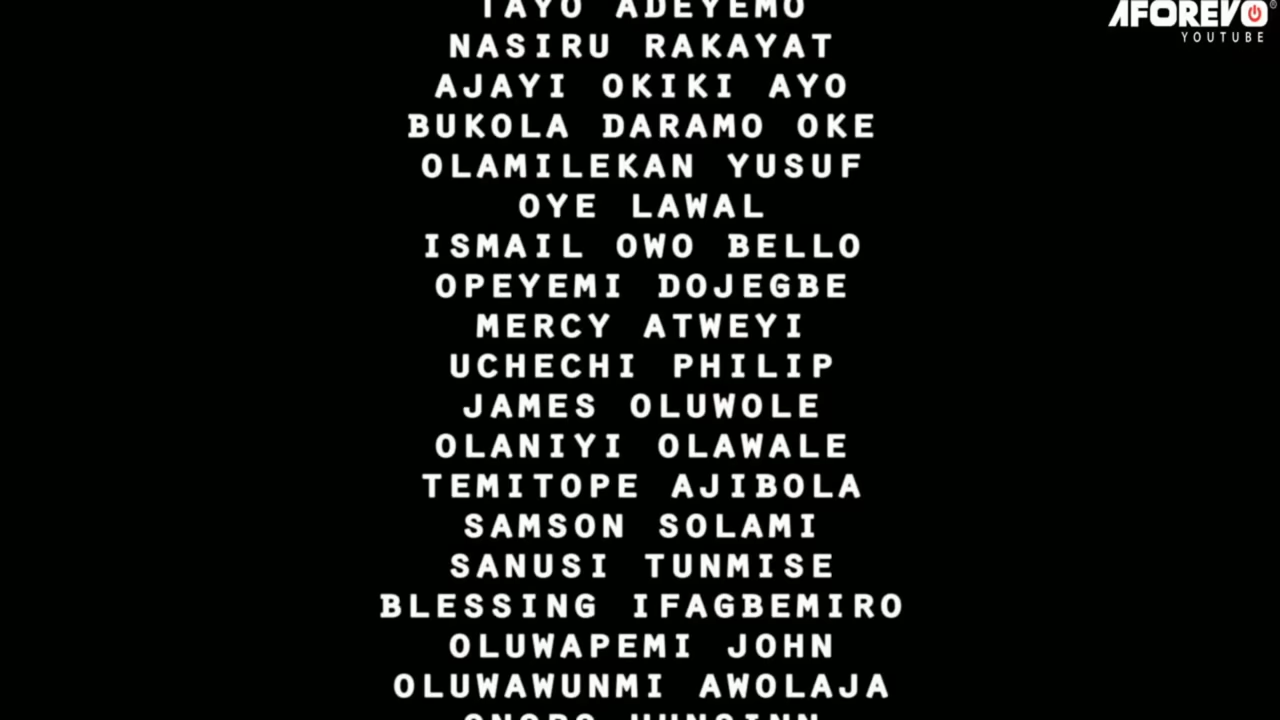 AFOREVO
YOUTUBE
TAYO ADEYEMO
NASIRU RAKAYAT
AJAYI OKIKI AYO
BUKOLA DARAMO OKE
OLAMILEKAN YUSUF
OYE LAWAL
ISMAIL OWO BELLO
OPEYEMI DOJEGBE
MERCY ATWEYI
UCHECHI PHILIP
JAMES OLUWOLE
OLANIYI OLAWALE
TEMITOPE AJIBOLA
SAMSON SOLAMI
SANUSI TUNMISE
BLESSING IFAGBEMIRO
OLUWAPEMI JOHN
OLUWAWUNMI AWOLAJA